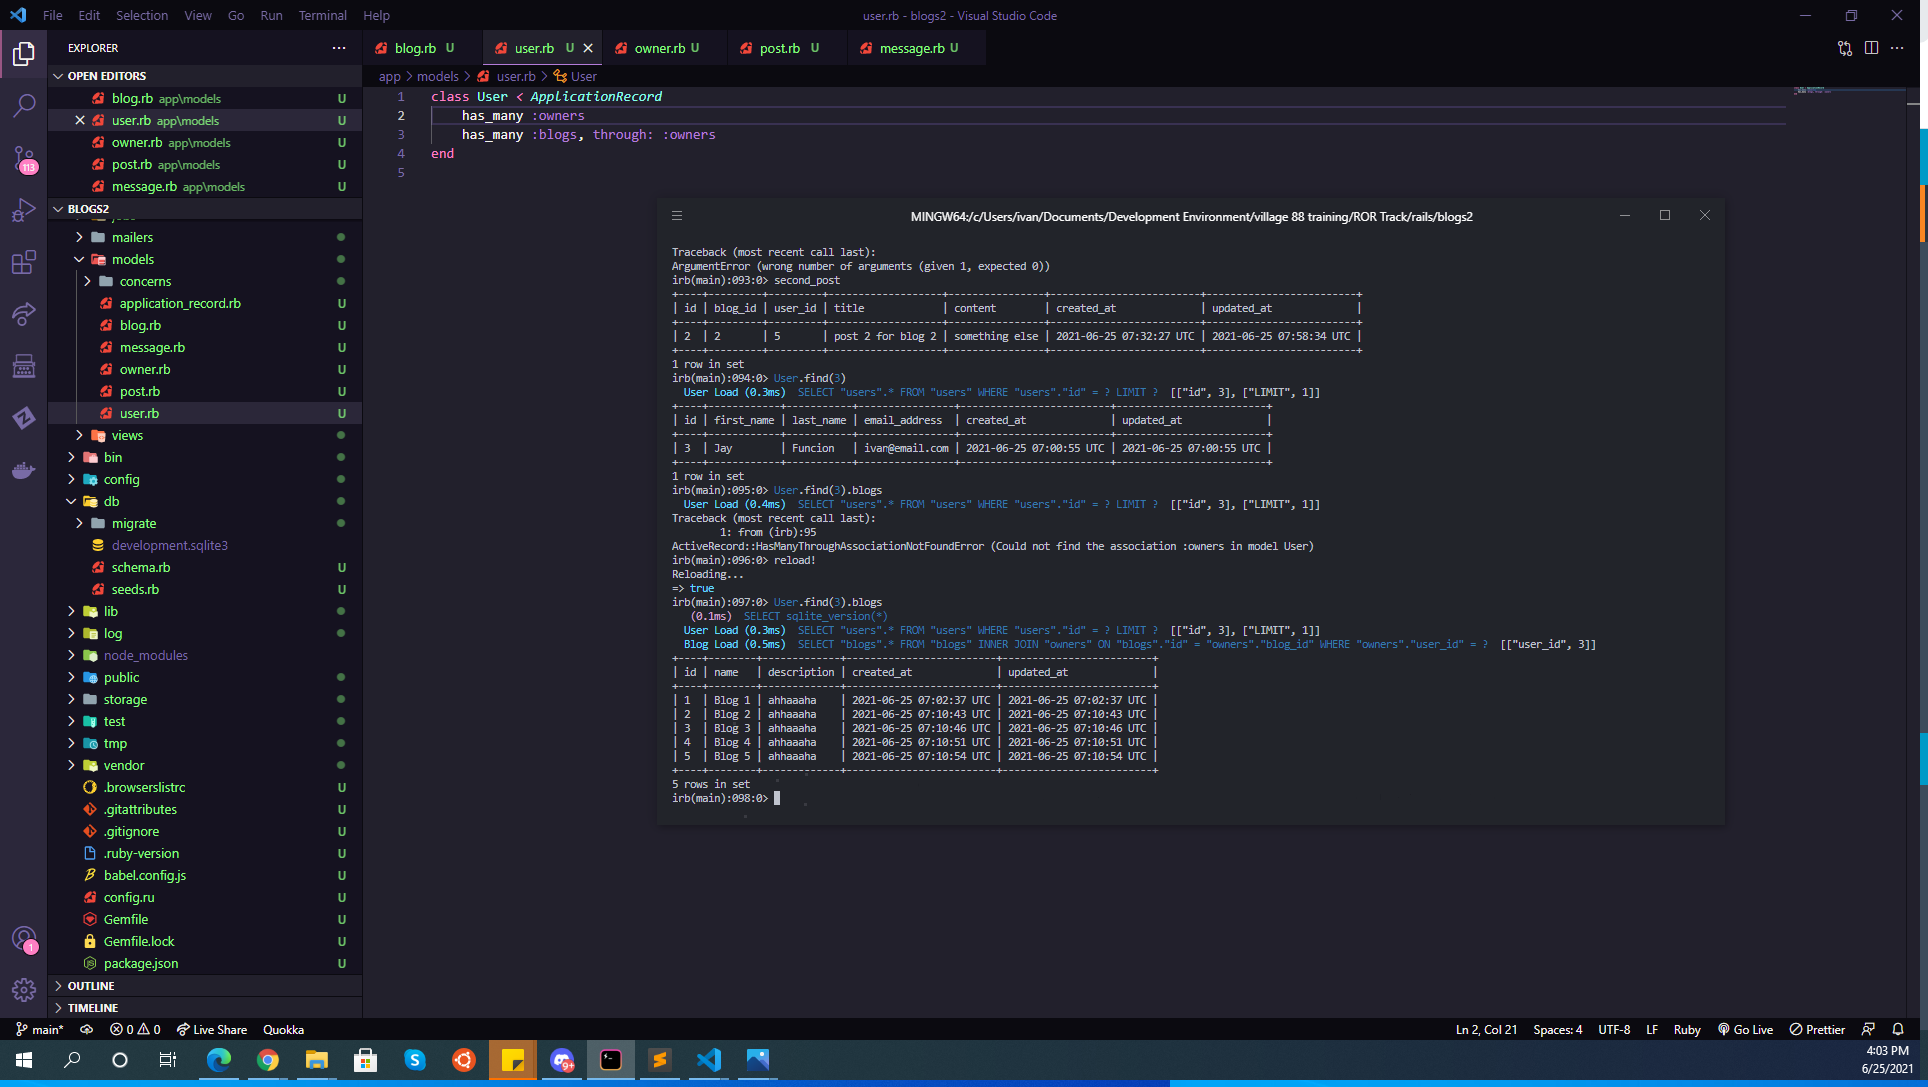 File Edit Selection View Go Run Terminal Help
user.rb - blogs2 - Visual Studio Code
EXPLORER
blog.rb U
user.rb U
owner.rb U
post.rb U
message.rb U
OPEN EDITORS
blog.rb app\models U
user.rb app\models U
owner.rb app\models U
post.rb app\models U
message.rb app\models U
BLOGS2
mailers
models
concerns
application_record.rb U
blog.rb U
message.rb U
owner.rb U
post.rb U
user.rb U
views
bin
config
db
migrate
development.sqlite3
schema.rb U
seeds.rb U
lib
log
node_modules
public
storage
test
tmp
vendor
.browserslistrc U
.gitattributes U
.gitignore U
.ruby-version U
babel.config.js U
config.ru U
Gemfile U
Gemfile.lock U
package.json U
OUTLINE
TIMELINE
113
1
app > models > user.rb > User
1 class User < ApplicationRecord
2 has_many :owners
3 has_many :blogs, through: :owners
4 end
5
MINGW64:/c/Users/ivan/Documents/Development Environment/village 88 training/ROR Track/rails/blogs2
Traceback (most recent call last):
ArgumentError (wrong number of arguments (given 1, expected 0))
irb(main):093:0> second_post
+----+---------+---------+-------------------+----------------+-------------------------+-------------------------+
| id | blog_id | user_id | title | content | created_at | updated_at |
+----+---------+---------+-------------------+----------------+-------------------------+-------------------------+
| 2 | 2 | 5 | post 2 for blog 2 | something else | 2021-06-25 07:32:27 UTC | 2021-06-25 07:58:34 UTC |
+----+---------+---------+-------------------+----------------+-------------------------+-------------------------+
1 row in set
irb(main):094:0> User.find(3)
User Load (0.3ms) SELECT "users".* FROM "users" WHERE "users"."id" = ? LIMIT ? [["id", 3], ["LIMIT", 1]]
+----+------------+-----------+----------------+-------------------------+-------------------------+
| id | first_name | last_name | email_address | created_at | updated_at |
+----+------------+-----------+----------------+-------------------------+-------------------------+
| 3 | Jay | Funcion | ivar@email.com | 2021-06-25 07:00:55 UTC | 2021-06-25 07:00:55 UTC |
+----+------------+-----------+----------------+-------------------------+-------------------------+
1 row in set
irb(main):095:0> User.find(3).blogs
User Load (0.4ms) SELECT "users".* FROM "users" WHERE "users"."id" = ? LIMIT ? [["id", 3], ["LIMIT", 1]]
Traceback (most recent call last):
1: from (irb):95
ActiveRecord::HasManyThroughAssociationNotFoundError (Could not find the association :owners in model User)
irb(main):096:0> reload!
Reloading...
=> true
irb(main):097:0> User.find(3).blogs
(0.1ms) SELECT sqlite_version(*)
User Load (0.3ms) SELECT "users".* FROM "users" WHERE "users"."id" = ? LIMIT ? [["id", 3], ["LIMIT", 1]]
Blog Load (0.5ms) SELECT "blogs".* FROM "blogs" INNER JOIN "owners" ON "blogs"."id" = "owners"."blog_id" WHERE "owners"."user_id" = ? [["user_id", 3]]
+----+--------+-------------+-------------------------+-------------------------+
| id | name | description | created_at | updated_at |
+----+--------+-------------+-------------------------+-------------------------+
| 1 | Blog 1 | ahhaaaha | 2021-06-25 07:02:37 UTC | 2021-06-25 07:02:37 UTC |
| 2 | Blog 2 | ahhaaaha | 2021-06-25 07:10:43 UTC | 2021-06-25 07:10:43 UTC |
| 3 | Blog 3 | ahhaaaha | 2021-06-25 07:10:46 UTC | 2021-06-25 07:10:46 UTC |
| 4 | Blog 4 | ahhaaaha | 2021-06-25 07:10:51 UTC | 2021-06-25 07:10:51 UTC |
| 5 | Blog 5 | ahhaaaha | 2021-06-25 07:10:54 UTC | 2021-06-25 07:10:54 UTC |
+----+--------+-------------+-------------------------+-------------------------+
5 rows in set
irb(main):098:0>
main* 0 0 Live Share Quokka
Ln 2, Col 21 Spaces: 4 UTF-8 LF Ruby Go Live Prettier
9+
4:03 PM
6/25/2021